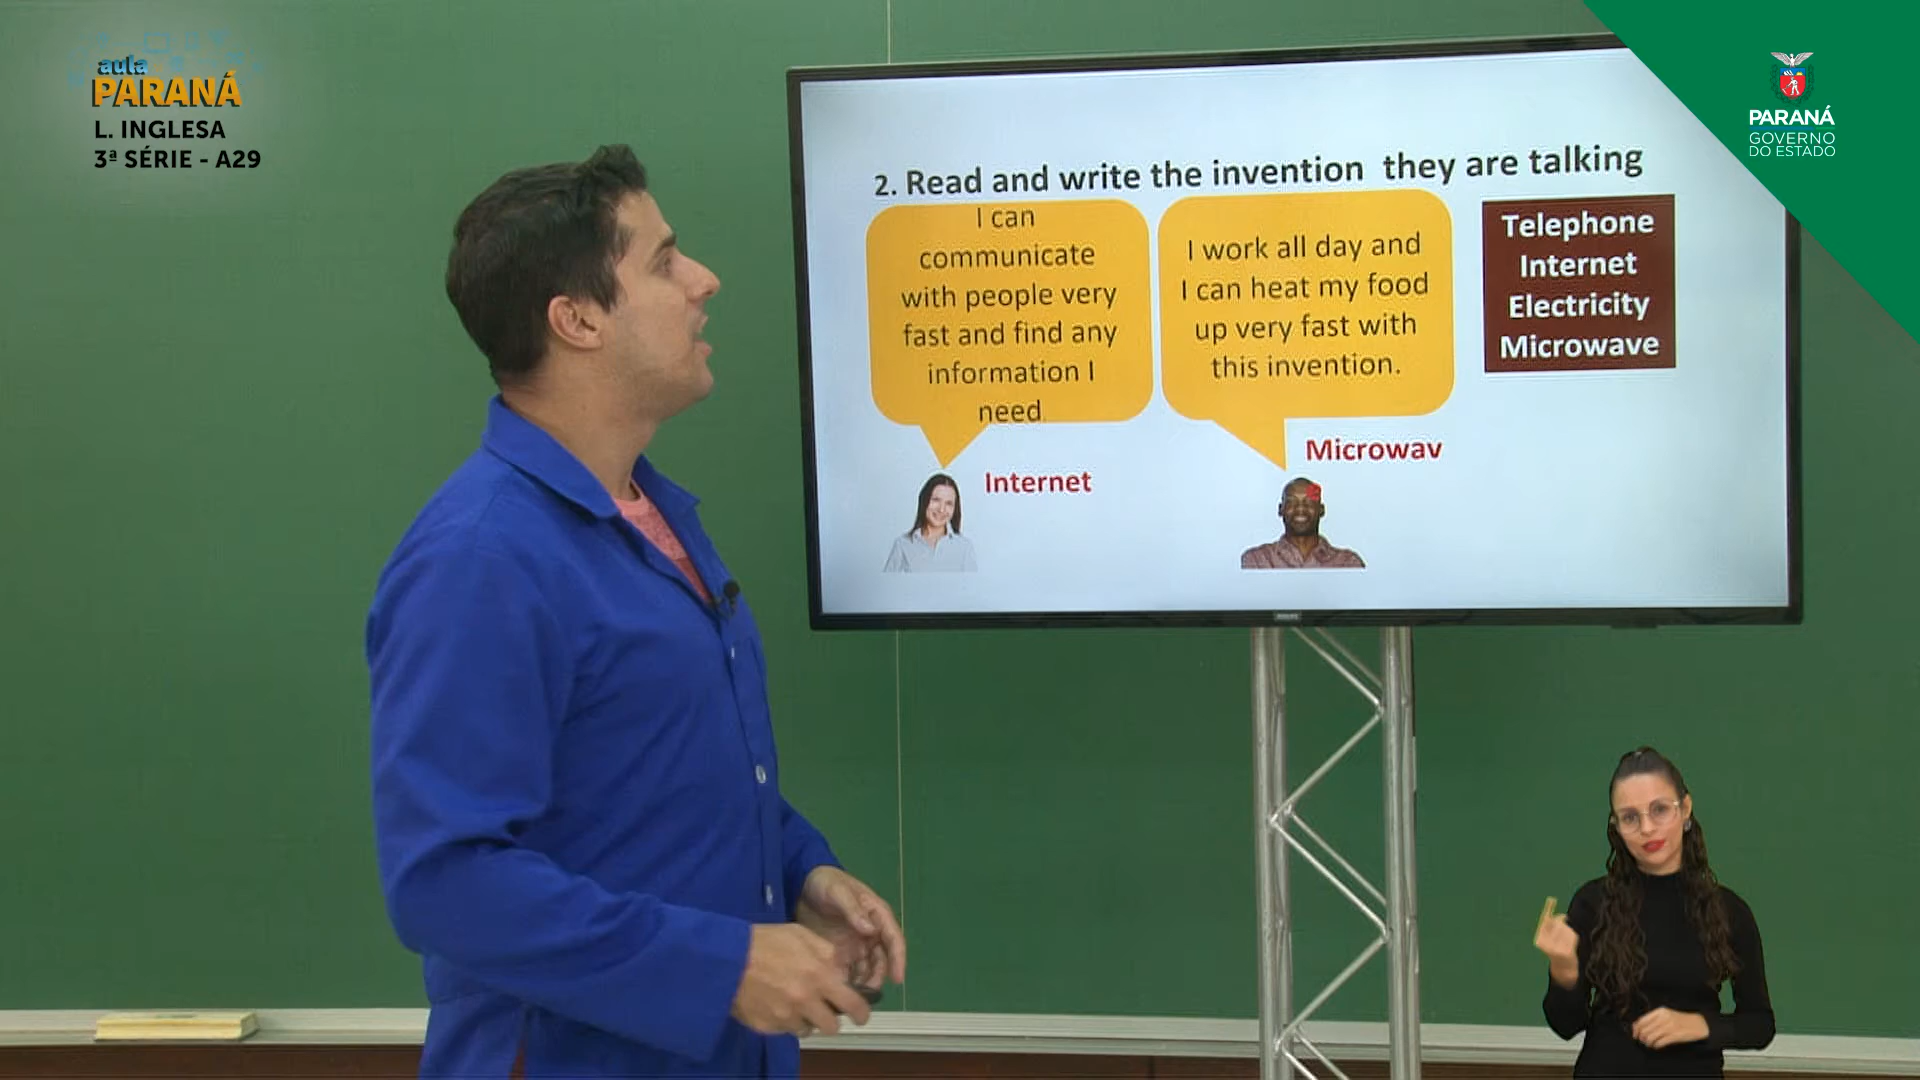 aula
PARANÁ
L. INGLESA
3ª SÉRIE - A29
PARANÁ
GOVERNO
DO ESTADO
2. Read and write the invention they are talking
I can
communicate
with people very
fast and find any
information I
need.
I work all day and
I can heat my food
up very fast with
this invention.
Telephone
Internet
Electricity
Microwave
Internet
Microwav